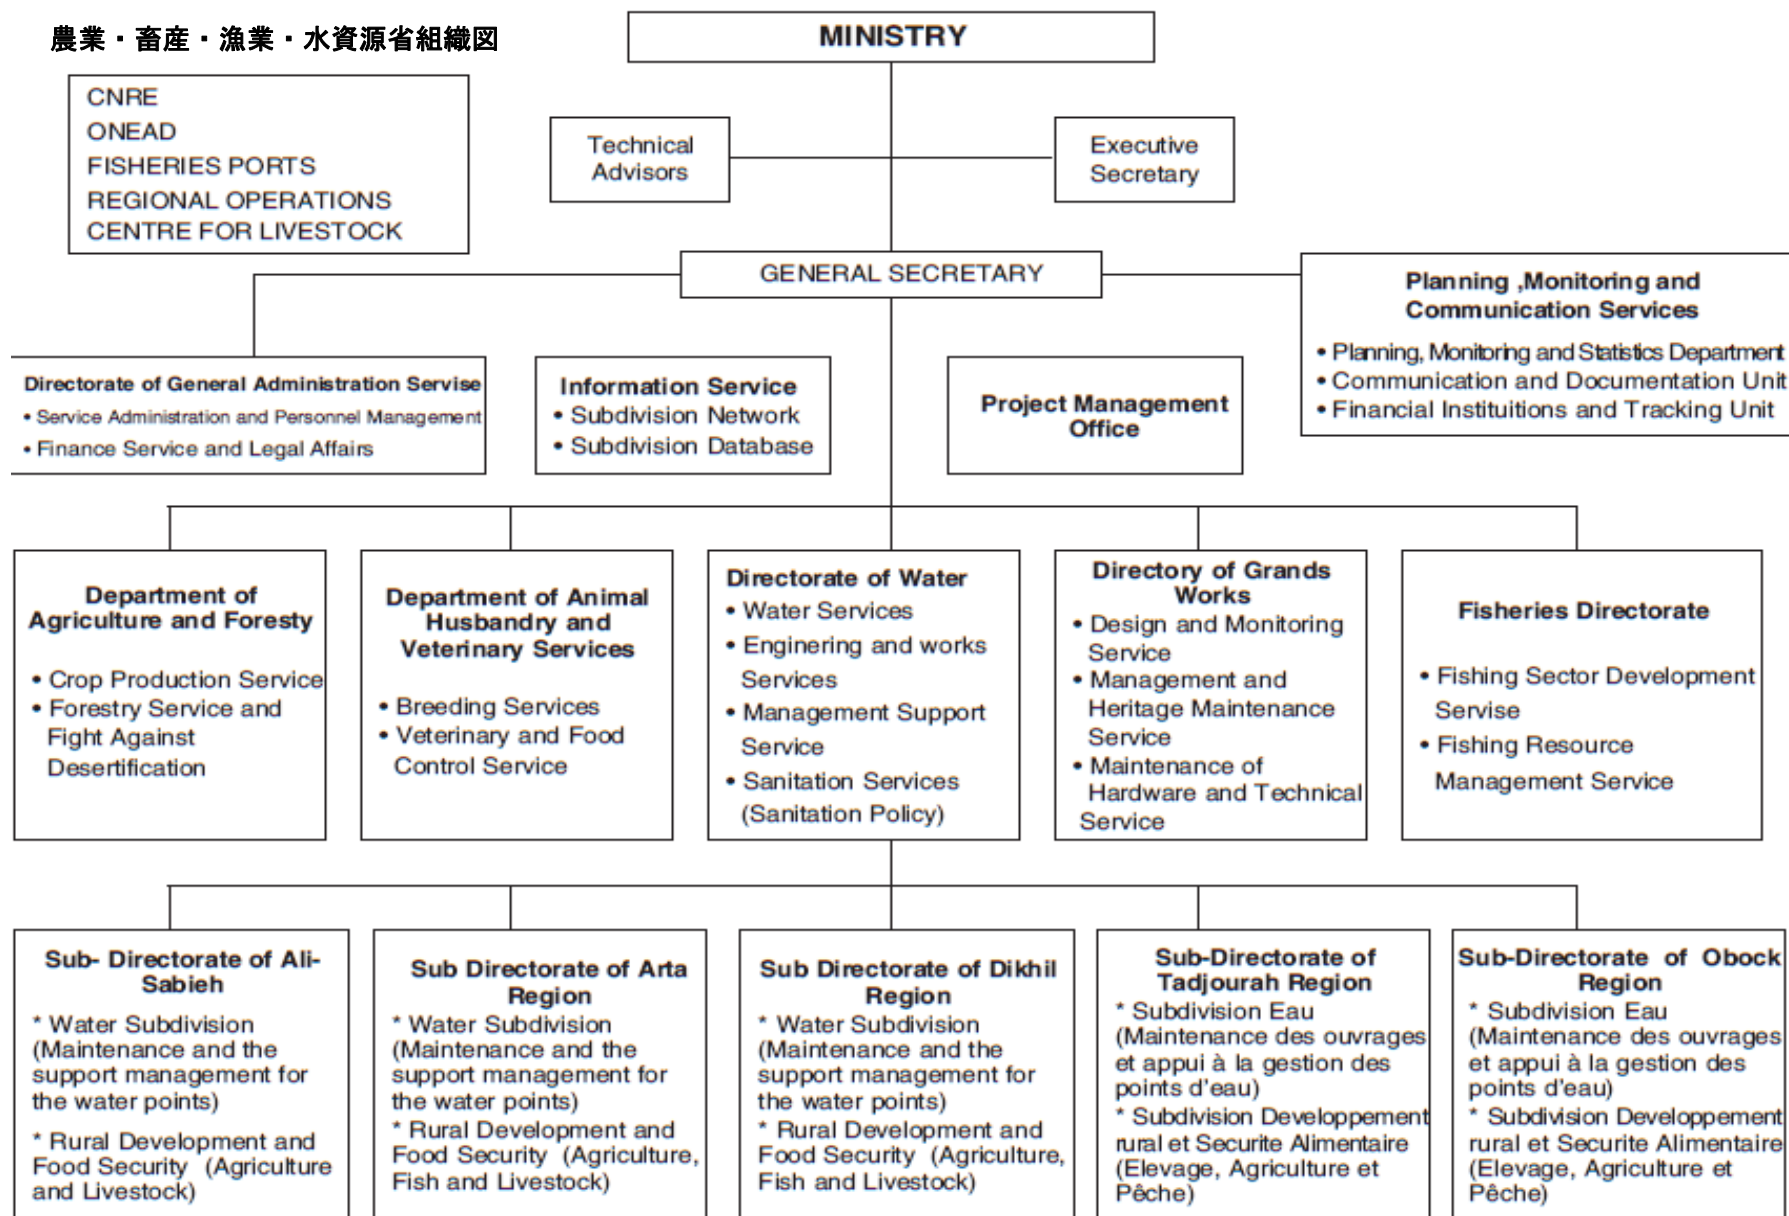 農業・畜産・漁業・水資源省組織図
MINISTRY
CNRE
ONEAD
FISHERIES PORTS
REGIONAL OPERATIONS
CENTRE FOR LIVESTOCK
Technical
Advisors
Executive
Secretary
GENERAL SECRETARY
Planning ,Monitoring and
Communication Services
• Planning, Monitoring and Statistics Department
• Communication and Documentation Unit
• Financial Instituitions and Tracking Unit
Directorate of General Administration Servise
• Service Administration and Personnel Management
• Finance Service and Legal Affairs
Information Service
• Subdivision Network
• Subdivision Database
Project Management
Office
Department of
Agriculture and Foresty
• Crop Production Service
• Forestry Service and
Fight Against
Desertification
Department of Animal
Husbandry and
Veterinary Services
• Breeding Services
• Veterinary and Food
Control Service
Directorate of Water
• Water Services
• Enginering and works
Services
• Management Support
Service
• Sanitation Services
(Sanitation Policy)
Directory of Grands
Works
• Design and Monitoring
Service
• Management and
Heritage Maintenance
Service
• Maintenance of
Hardware and Technical
Service
Fisheries Directorate
• Fishing Sector Development
Servise
• Fishing Resource
Management Service
Sub- Directorate of Ali-
Sabieh
* Water Subdivision
(Maintenance and the
support management for
the water points)
* Rural Development and
Food Security (Agriculture
and Livestock)
Sub Directorate of Arta
Region
* Water Subdivision
(Maintenance and the
support management for
the water points)
* Rural Development and
Food Security (Agriculture,
Fish and Livestock)
Sub Directorate of Dikhil
Region
* Water Subdivision
(Maintenance and the
support management for
the water points)
* Rural Development and
Food Security (Agriculture,
Fish and Livestock)
Sub-Directorate of
Tadjourah Region
* Subdivision Eau
(Maintenance des ouvrages
et appui à la gestion des
points d'eau)
* Subdivision Developpement
rural et Securite Alimentaire
(Elevage, Agriculture et
Pêche)
Sub-Directorate of Obock
Region
* Subdivision Eau
(Maintenance des ouvrages
et appui à la gestion des
points d'eau)
* Subdivision Developpement
rural et Securite Alimentaire
(Elevage, Agriculture et
Pêche)